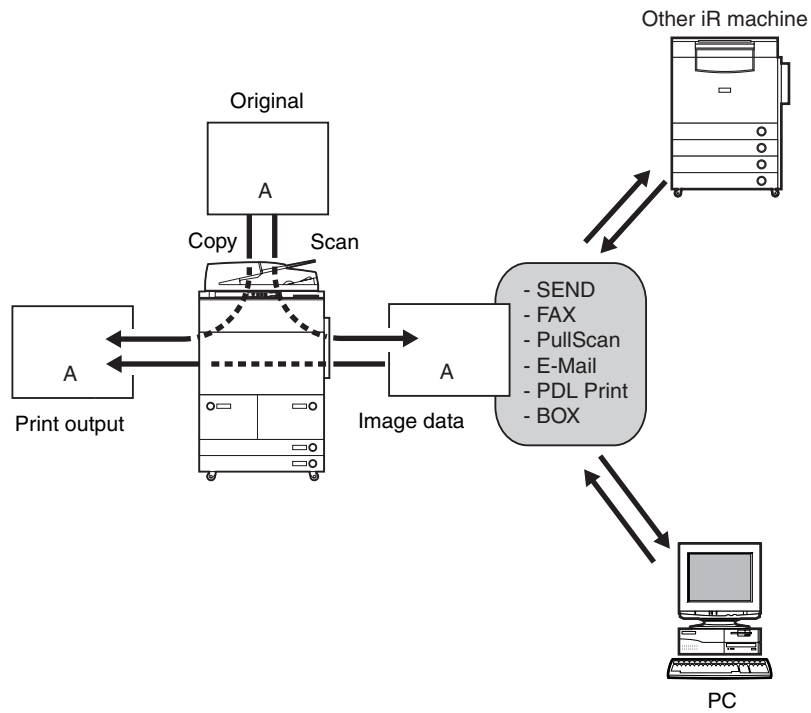 Other iR machine
Original
A
Copy
Scan
- SEND
- FAX
- PullScan
- E-Mail
- PDL Print
- BOX
A
A
Print output
Image data
PC